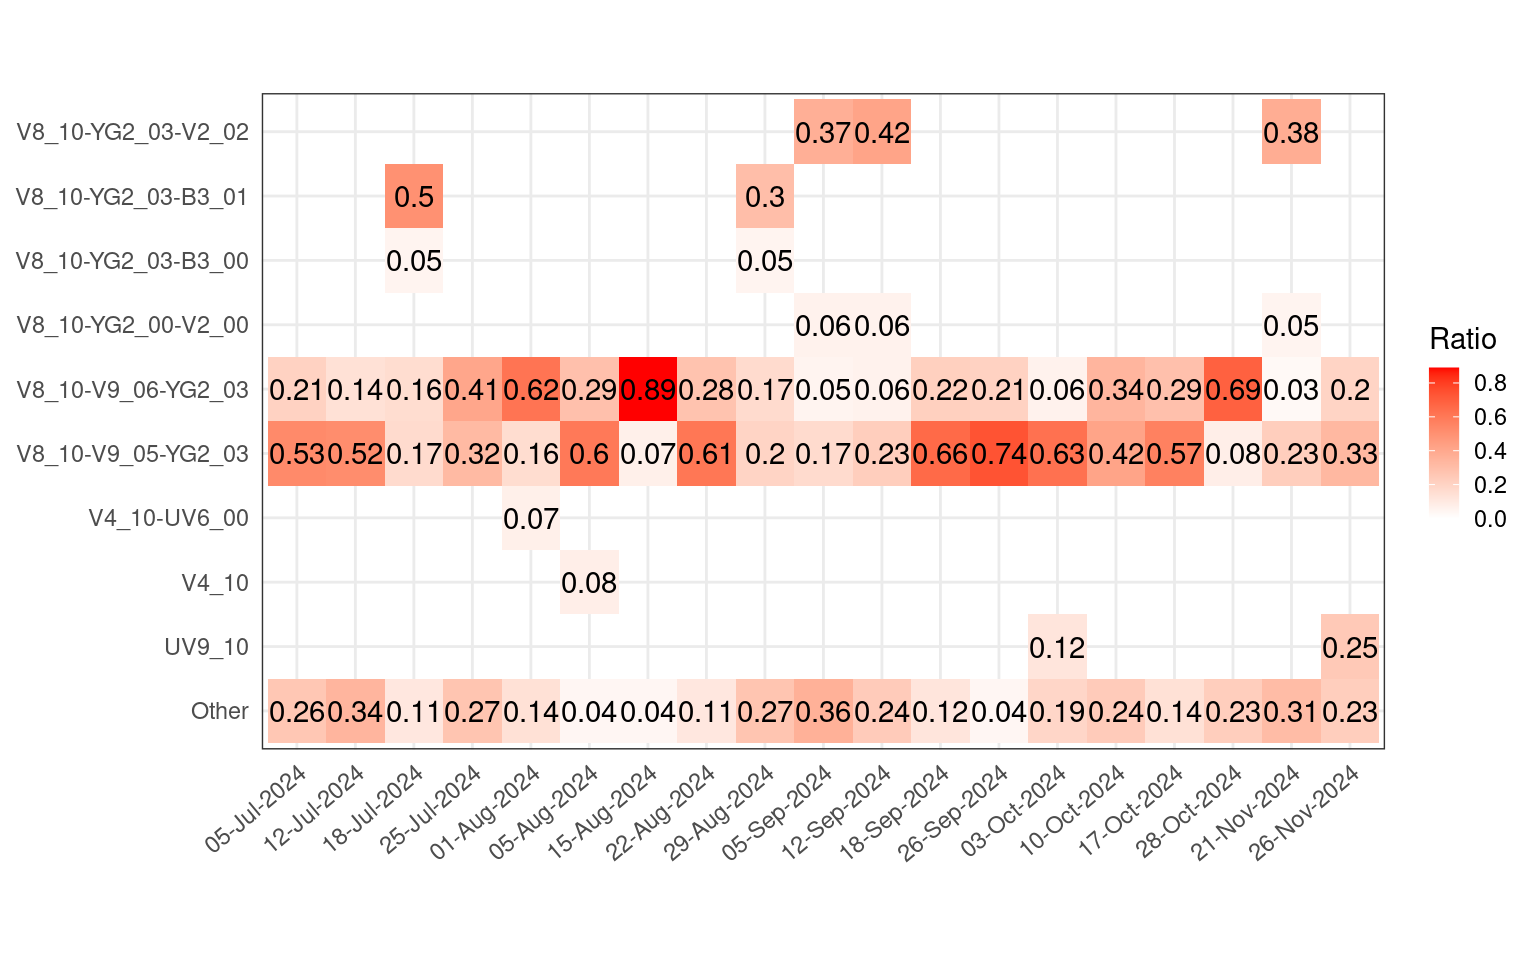 V8_10-YG2_03-V2_02 0.37 0.42 0.38
V8_10-YG2_03-B3_01 0.5 0.3
V8_10-YG2_03-B3_00 0.05 0.05
V8_10-YG2_00-V2_00 0.06 0.06 0.05
V8_10-V9_06-YG2_03 0.21 0.14 0.16 0.41 0.62 0.29 0.89 0.28 0.17 0.05 0.06 0.22 0.21 0.06 0.34 0.29 0.69 0.03 0.2
V8_10-V9_05-YG2_03 0.53 0.52 0.17 0.32 0.16 0.6 0.07 0.61 0.2 0.17 0.23 0.66 0.74 0.63 0.42 0.57 0.08 0.23 0.33
V4_10-UV6_00 0.07
V4_10 0.08
UV9_10 0.12 0.25
Other 0.26 0.34 0.11 0.27 0.14 0.04 0.04 0.11 0.27 0.36 0.24 0.12 0.04 0.19 0.24 0.14 0.23 0.31 0.23
05-Jul-2024
12-Jul-2024
18-Jul-2024
25-Jul-2024
01-Aug-2024
05-Aug-2024
15-Aug-2024
22-Aug-2024
29-Aug-2024
05-Sep-2024
12-Sep-2024
18-Sep-2024
26-Sep-2024
03-Oct-2024
10-Oct-2024
17-Oct-2024
28-Oct-2024
21-Nov-2024
26-Nov-2024
Ratio
0.8
0.6
0.4
0.2
0.0